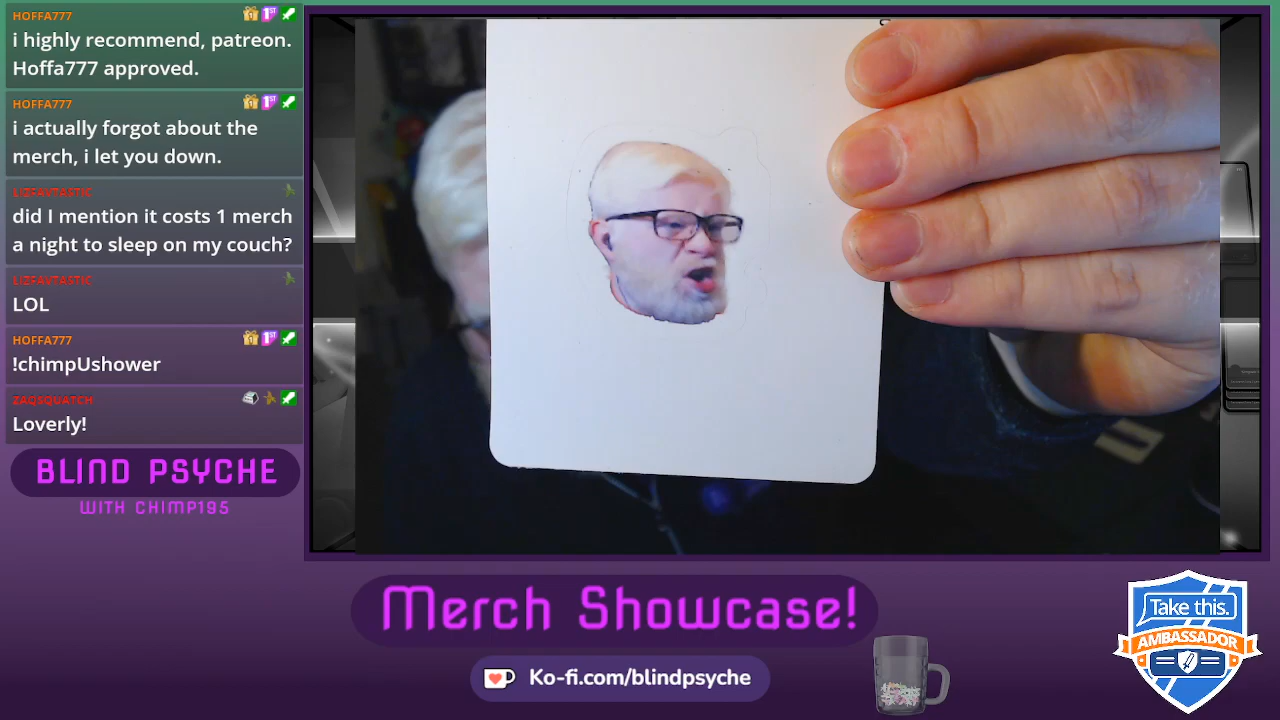 HOFFA777
i highly recommend, patreon.
Hoffa777 approved.
HOFFA777
i actually forgot about the
merch, i let you down.
LIZFAVTASTIC
did I mention it costs 1 merch
a night to sleep on my couch?
LIZFAVTASTIC
LOL
HOFFA777
!chimpUshower
ZAQSQUATCH
Loverly!
BLIND PSYCHE
WITH CHIMP195
Merch Showcase!
Ko-fi.com/blindpsyche
Take this.
AMBASSADOR